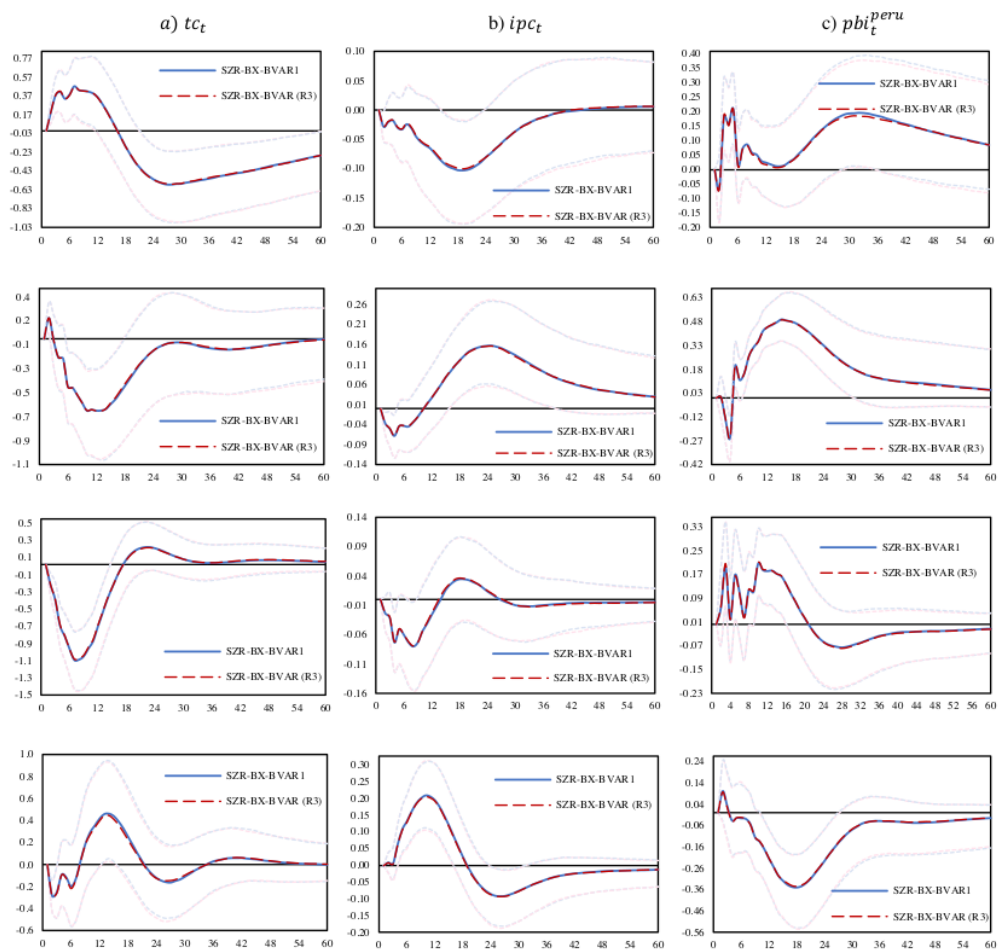 a) tc_t
b) ipc_t
c) pbi_t^peru
0.77
0.57
0.37
0.17
-0.03
-0.23
-0.43
-0.63
-0.83
-1.03
SZR-BX-BVAR1
SZR-BX-BVAR (R3)
0 6 12 18 24 30 36 42 48 54 60
0.10
0.00
-0.10
-0.20
SZR-BX-BVAR1
SZR-BX-BVAR (R3)
0 6 12 18 24 30 36 42 48 54 60
0.40
0.35
0.30
0.25
0.20
0.15
0.10
0.05
0.00
-0.05
-0.10
-0.15
-0.20
SZR-BX-BVAR1
SZR-BX-BVAR (R3)
0 6 12 18 24 30 36 42 48 54 60
0.4
0.2
-0.1
-0.3
-0.5
-0.7
-0.9
-1.1
SZR-BX-BVAR1
SZR-BX-BVAR (R3)
0 6 12 18 24 30 36 42 48 54 60
0.26
0.16
0.11
0.06
0.01
-0.04
-0.09
-0.14
SZR-BX-BVAR1
SZR-BX-BVAR (R3)
0 6 12 18 24 30 36 42 48 54 60
0.63
0.48
0.33
0.18
0.03
-0.12
-0.27
-0.42
SZR-BX-BVAR1
SZR-BX-BVAR (R3)
0 6 12 18 24 30 36 42 48 54 60
0.5
0.3
0.1
-0.1
-0.3
-0.5
-0.7
-0.9
-1.1
-1.3
-1.5
SZR-BX-BVAR1
SZR-BX-BVAR (R3)
0 6 12 18 24 30 36 42 48 54 60
0.14
0.09
0.04
-0.01
-0.06
-0.11
-0.16
SZR-BX-BVAR1
SZR-BX-BVAR (R3)
0 6 12 18 24 30 36 42 48 54 60
0.33
0.25
0.17
0.09
0.01
-0.07
-0.15
-0.23
SZR-BX-BVAR1
SZR-BX-BVAR (R3)
0 4 8 12 16 20 24 28 32 36 40 44 48 52 56 60
1.0
0.8
0.6
0.4
0.2
0.0
-0.2
-0.4
-0.6
SZR-BX-BVAR1
SZR-BX-BVAR (R3)
0 6 12 18 24 30 36 42 48 54 60
0.30
0.25
0.20
0.15
0.10
0.05
0.00
-0.05
-0.10
-0.15
-0.20
SZR-BX-BVAR1
SZR-BX-BVAR (R3)
0 6 12 18 24 30 36 42 48 54 60
0.24
0.14
0.04
-0.06
-0.16
-0.26
-0.36
-0.46
-0.56
SZR-BX-BVAR1
SZR-BX-BVAR (R3)
0 6 12 18 24 30 36 42 48 54 60